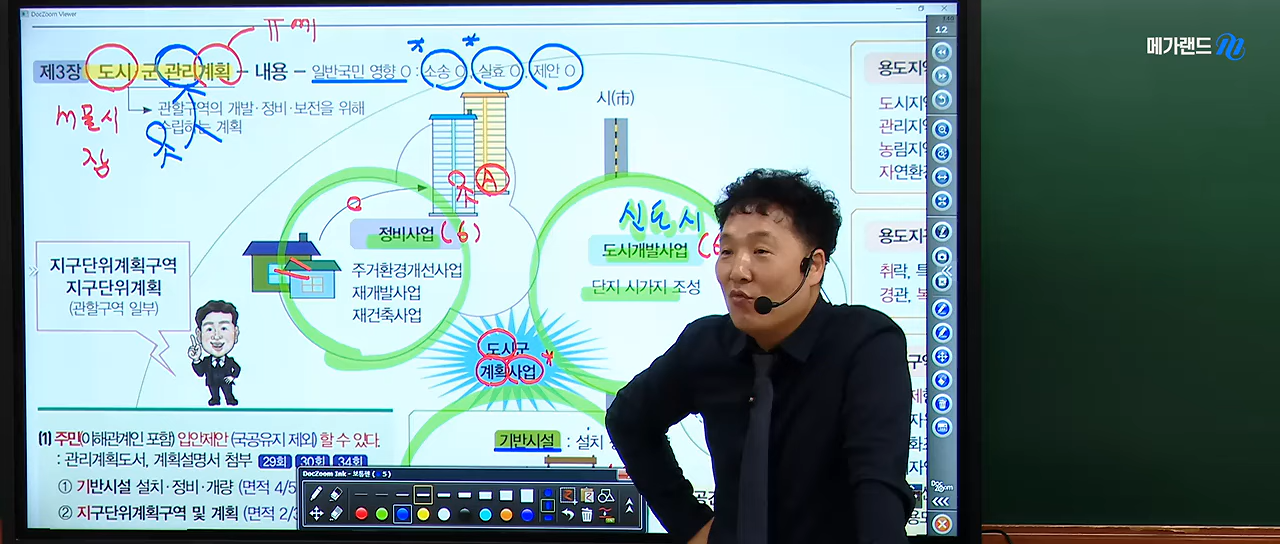 DocZoom Viewer
메가랜드
12
제3장 도시·군 관리계획 – 내용 – 일반국민 영향 O : 소송 O, 실효 O, 제안 O
관할구역의 개발·정비·보전을 위해
수립하는 계획
시(市)
용도지
도시지
관리지
농림지
자연환
A
신도시
정비사업 (6)
도시개발사업 (6
주거환경개선사업
재개발사업
재건축사업
단지 시가지 조성
지구단위계획구역
지구단위계획
(관할구역 일부)
용도지
취락, 특
경관, 복
도시군
계획사업
기반시설 : 설치
(1) 주민(이해관계인 포함) 입안제안 (국공유지 제외) 할 수 있다.
: 관리계획도서, 계획설명서 첨부 29회 30회 34회
① 기반시설 설치·정비·개량 (면적 4/5
② 지구단위계획구역 및 계획 (면적 2/3
DocZoom Ink - 보통펜 ( 5)
DocZoom